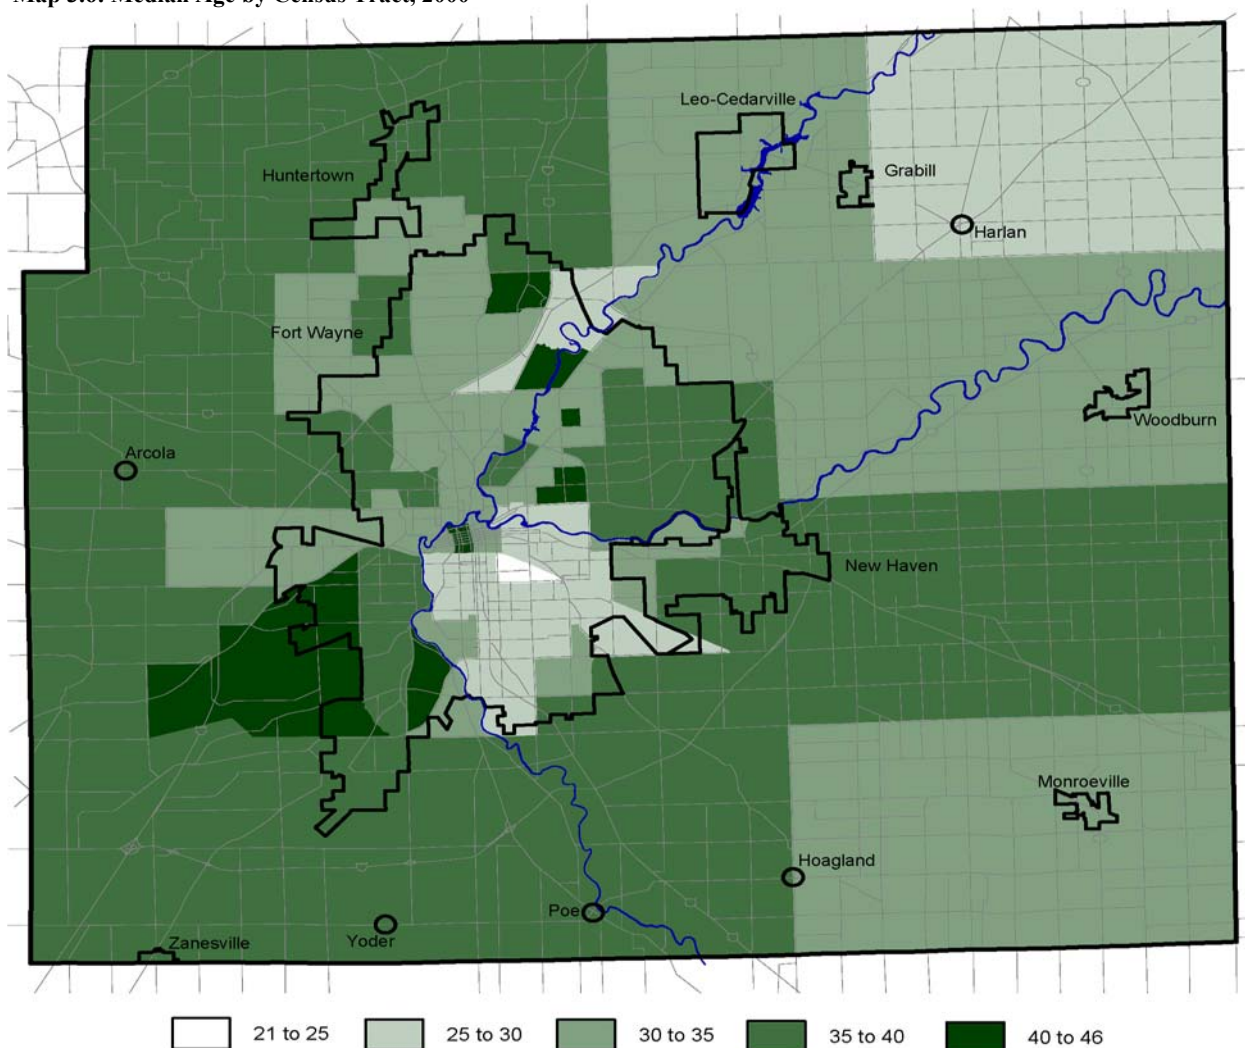 Map 3.6: Median Age by Census Tract, 2000
Leo-Cedarville
Huntertown
Grabill
Harlan
Fort Wayne
Woodburn
Arcola
New Haven
Monroeville
Hoagland
Poe
Yoder
Zanesville
21 to 25
25 to 30
30 to 35
35 to 40
40 to 46